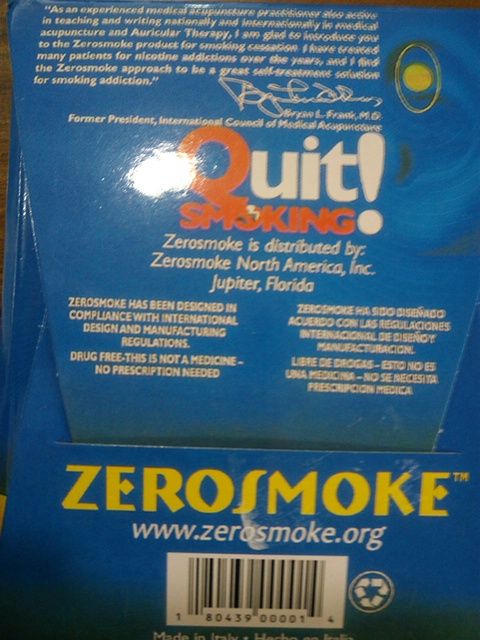 "As an experienced medical acupuncture practitioner also active
in teaching and writing nationally and internationally in medical
acupuncture and Auricular Therapy, I am glad to introduce you
to the Zerosmoke product for smoking cessation. I have treated
many patients for nicotine addictions over the years, and I find
the Zerosmoke approach to be a great self-treatment solution
for smoking addiction."
Bryan L. Frank, M.D.
Former President, International Council of Medical Acupuncture
Quit!
SMOKING
Zerosmoke is distributed by:
Zerosmoke North America, Inc.
Jupiter, Florida
ZEROSMOKE HAS BEEN DESIGNED IN
COMPLIANCE WITH INTERNATIONAL
DESIGN AND MANUFACTURING
REGULATIONS.
DRUG FREE-THIS IS NOT A MEDICINE –
NO PRESCRIPTION NEEDED
ZEROSMOKE HA SIDO DISEÑADO
ACUERDO CON LAS REGULACIONES
INTERNACIONAL DE DISEÑO Y
MANUFACTURACION.
LIBRE DE DROGAS – ESTO NO ES
UNA MEDICINA – NO SE NECESITA
PRESCRIPCION MEDICA
ZEROSMOKE™
www.zerosmoke.org
1 80439 00001 4
Made in Italy • Hecho en Italia